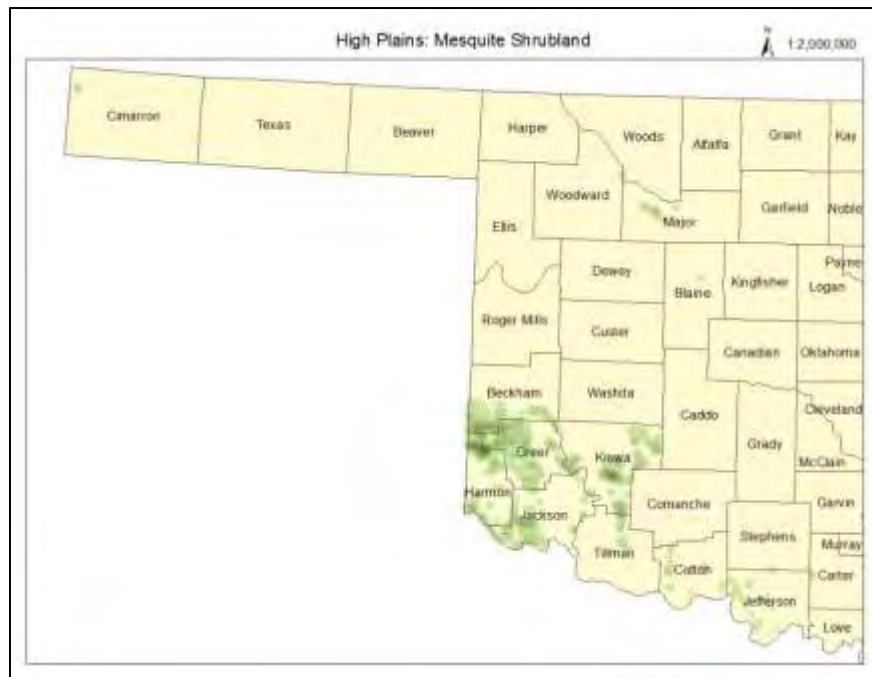 High Plains: Mesquite Shrubland
N
1:2,000,000
Cimarron
Texas
Beaver
Harper
Woods
Alfalfa
Grant
Kay
Woodward
Major
Garfield
Noble
Ellis
Dewey
Blaine
Kingfisher
Payne
Logan
Roger Mills
Custer
Canadian
Oklahoma
Beckham
Washita
Caddo
Cleveland
Grady
Greer
Kiowa
McClain
Harmon
Jackson
Comanche
Garvin
Stephens
Murray
Tillman
Cotton
Carter
Jefferson
Love